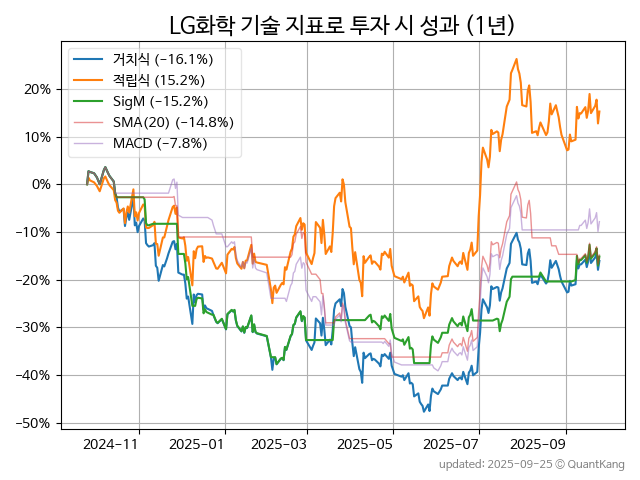 LG화학 기술 지표로 투자 시 성과 (1년)
거치식 (−16.1%)
적립식 (15.2%)
SigM (−15.2%)
SMA(20) (−14.8%)
MACD (−7.8%)
20%
10%
0%
−10%
−20%
−30%
−40%
−50%
2024-11 2025-01 2025-03 2025-05 2025-07 2025-09
updated: 2025-09-25 ⓒ QuantKang